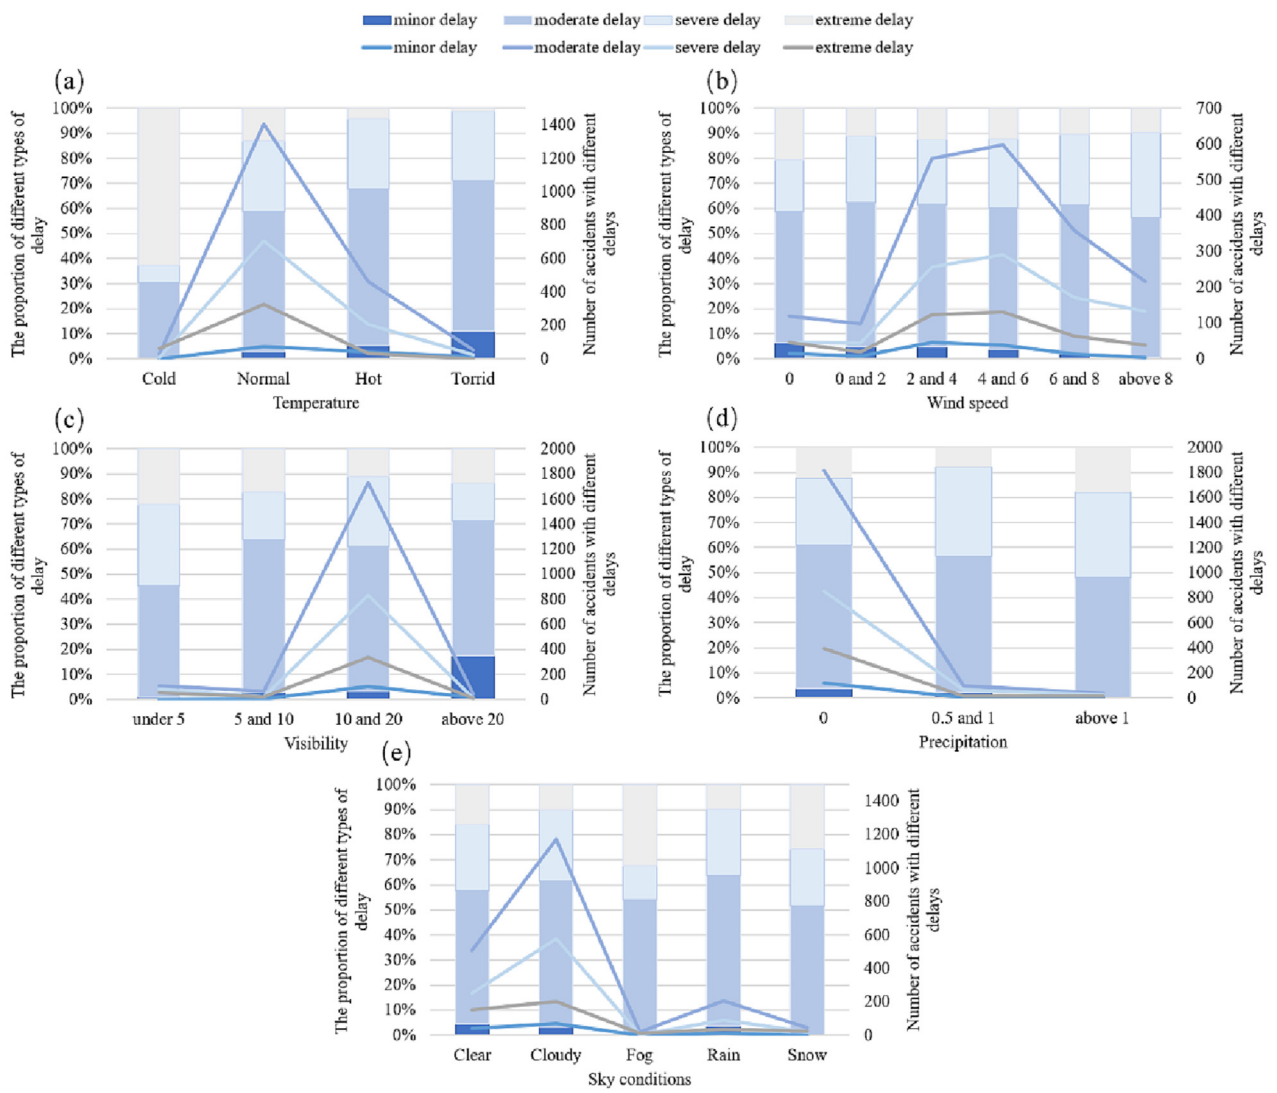 minor delay moderate delay severe delay extreme delay
minor delay moderate delay severe delay extreme delay
(a)
The proportion of different types of
delay
100%
90%
80%
70%
60%
50%
40%
30%
20%
10%
0%
Cold Normal Hot Torrid
Temperature
1400
1200
1000
800
600
400
200
0
Number of accidents with different
delays
(b)
The proportion of different types of
delay
100%
90%
80%
70%
60%
50%
40%
30%
20%
10%
0%
0 0 and 2 2 and 4 4 and 6 6 and 8 above 8
Wind speed
700
600
500
400
300
200
100
0
Number of accidents with different
delays
(c)
The proportion of different types of
delay
100%
90%
80%
70%
60%
50%
40%
30%
20%
10%
0%
under 5 5 and 10 10 and 20 above 20
Visibility
2000
1800
1600
1400
1200
1000
800
600
400
200
0
Number of accidents with different
delays
(d)
The proportion of different types of
delay
100%
90%
80%
70%
60%
50%
40%
30%
20%
10%
0%
0 0.5 and 1 above 1
Precipitation
2000
1800
1600
1400
1200
1000
800
600
400
200
0
Number of accidents with different
delays
(e)
The proportion of different types of
delay
100%
90%
80%
70%
60%
50%
40%
30%
20%
10%
0%
Clear Cloudy Fog Rain Snow
Sky conditions
1400
1200
1000
800
600
400
200
0
Number of accidents with different
delays